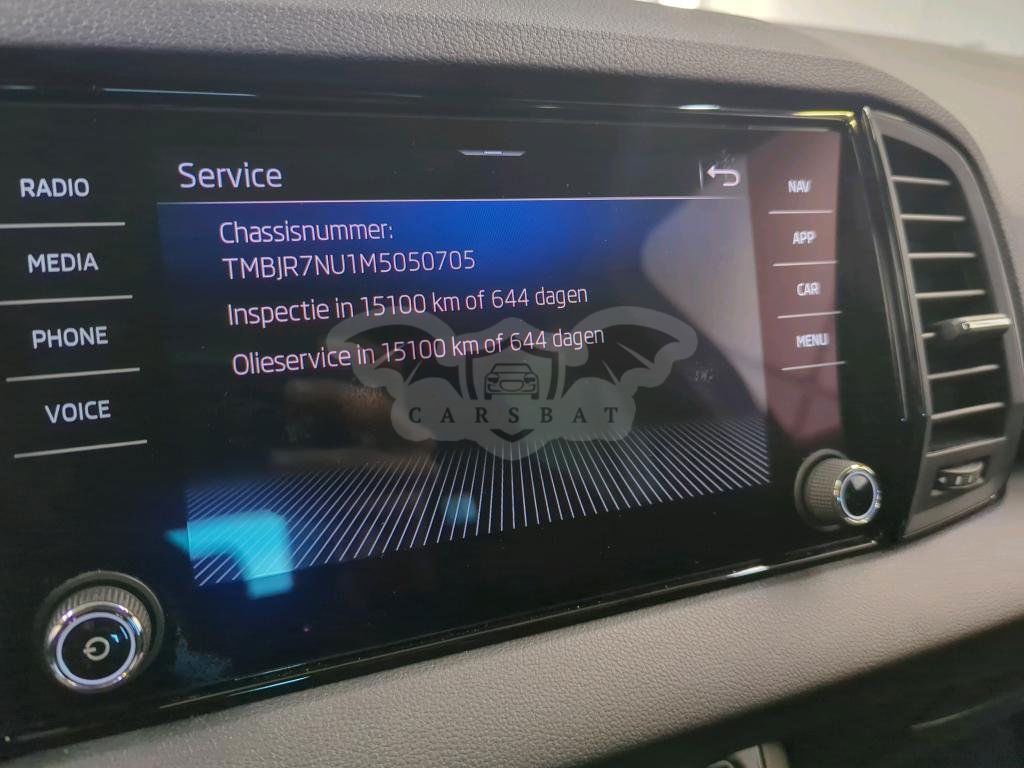 RADIO
MEDIA
PHONE
VOICE
Service
Chassisnummer:
TMBJR7NU1M5050705
Inspectie in 15100 km of 644 dagen
Olieservice in 15100 km of 644 dagen
CARSBAT
NAV
APP
CAR
MENU